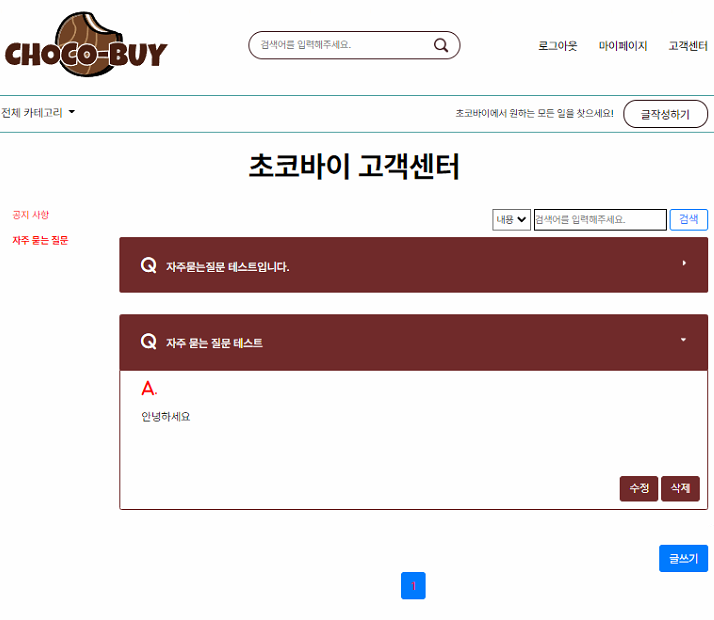 CHOCO-BUY
검색어를 입력해주세요.
로그아웃 마이페이지 고객센터
전체 카테고리
초코바이에서 원하는 모든 일을 찾으세요!
글작성하기
초코바이 고객센터
공지 사항
자주 묻는 질문
내용 검색어를 입력해주세요. 검색
Q 자주묻는질문 테스트입니다.
Q 자주 묻는 질문 테스트
A.
안녕하세요
수정 삭제
글쓰기
1